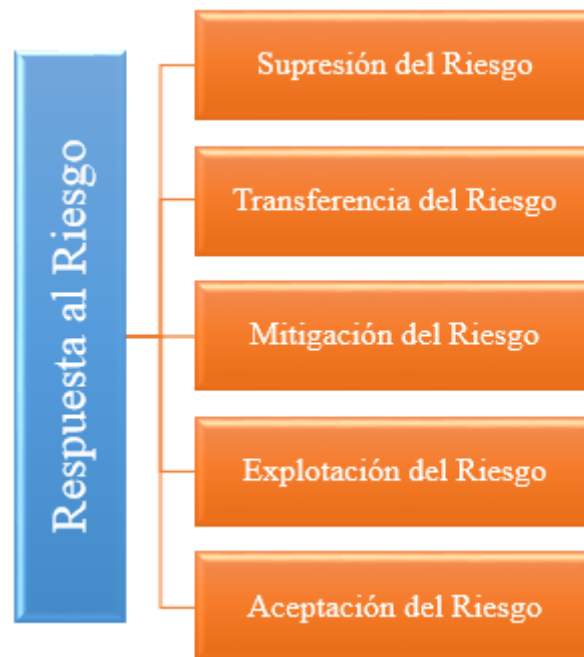 Respuesta al Riesgo
Supresión del Riesgo
Transferencia del Riesgo
Mitigación del Riesgo
Explotación del Riesgo
Aceptación del Riesgo